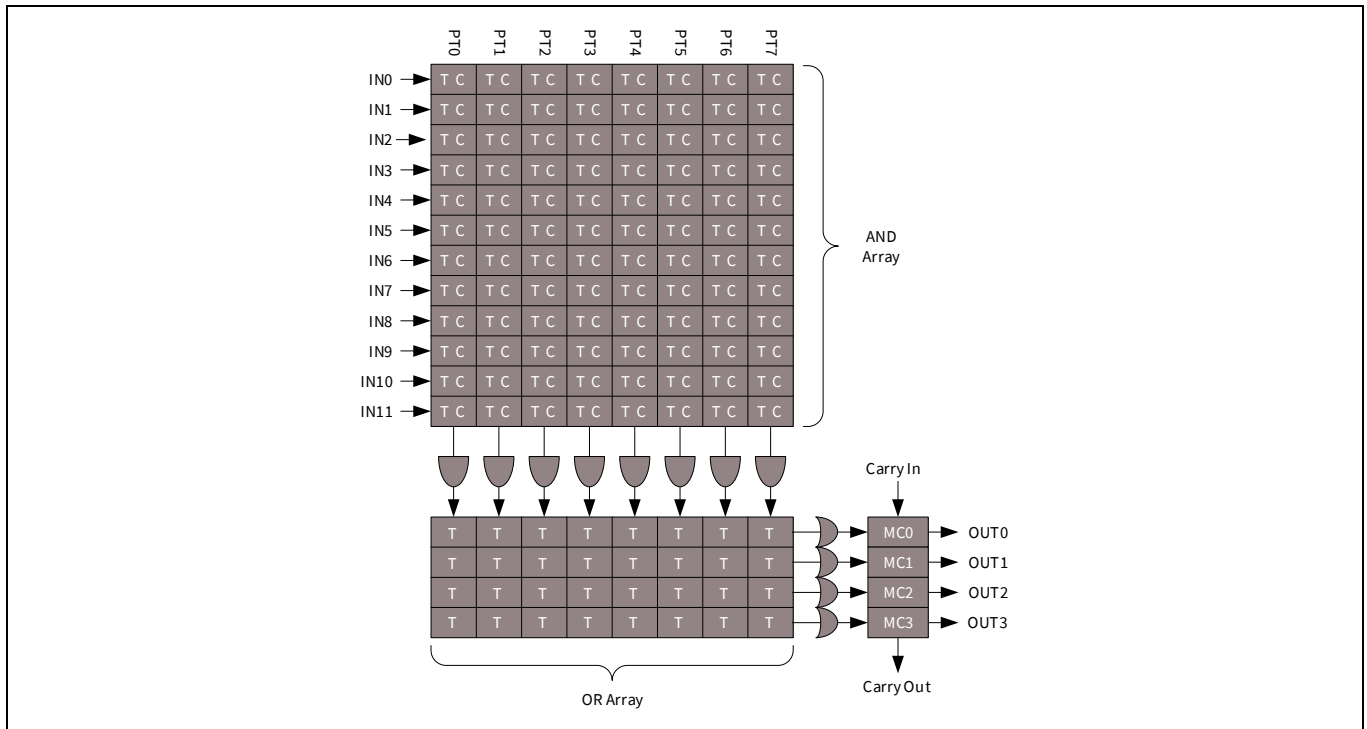 PT0 PT1 PT2 PT3 PT4 PT5 PT6 PT7
IN0 T C T C T C T C T C T C T C T C
IN1 T C T C T C T C T C T C T C T C
IN2 T C T C T C T C T C T C T C T C
IN3 T C T C T C T C T C T C T C T C
IN4 T C T C T C T C T C T C T C T C
IN5 T C T C T C T C T C T C T C T C
IN6 T C T C T C T C T C T C T C T C
IN7 T C T C T C T C T C T C T C T C
IN8 T C T C T C T C T C T C T C T C
IN9 T C T C T C T C T C T C T C T C
IN10 T C T C T C T C T C T C T C T C
IN11 T C T C T C T C T C T C T C T C
AND
Array
Carry In
T T T T T T T T MC0 OUT0
T T T T T T T T MC1 OUT1
T T T T T T T T MC2 OUT2
T T T T T T T T MC3 OUT3
Carry Out
OR Array